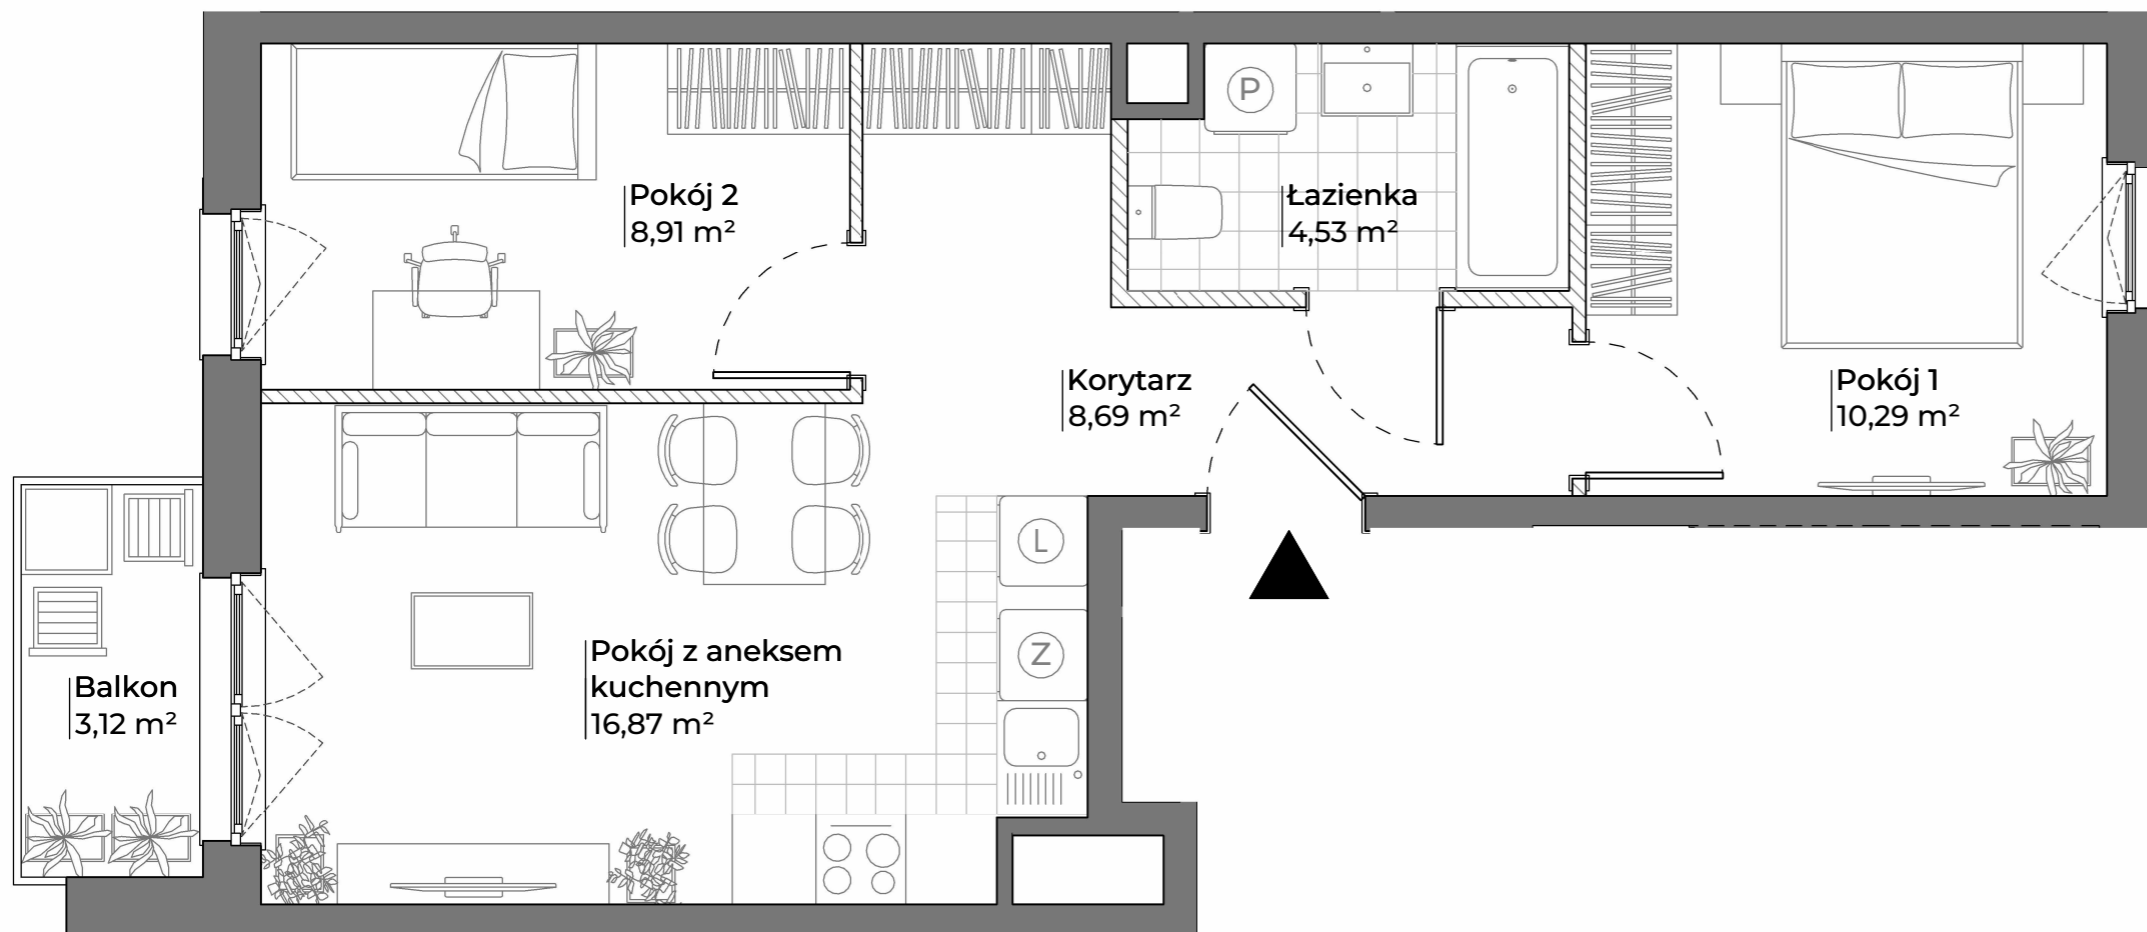 P
Pokój 2
8,91 m²
Łazienka
4,53 m²
Korytarz
8,69 m²
Pokój 1
10,29 m²
L
Z
Pokój z aneksem
kuchennym
16,87 m²
Balkon
3,12 m²